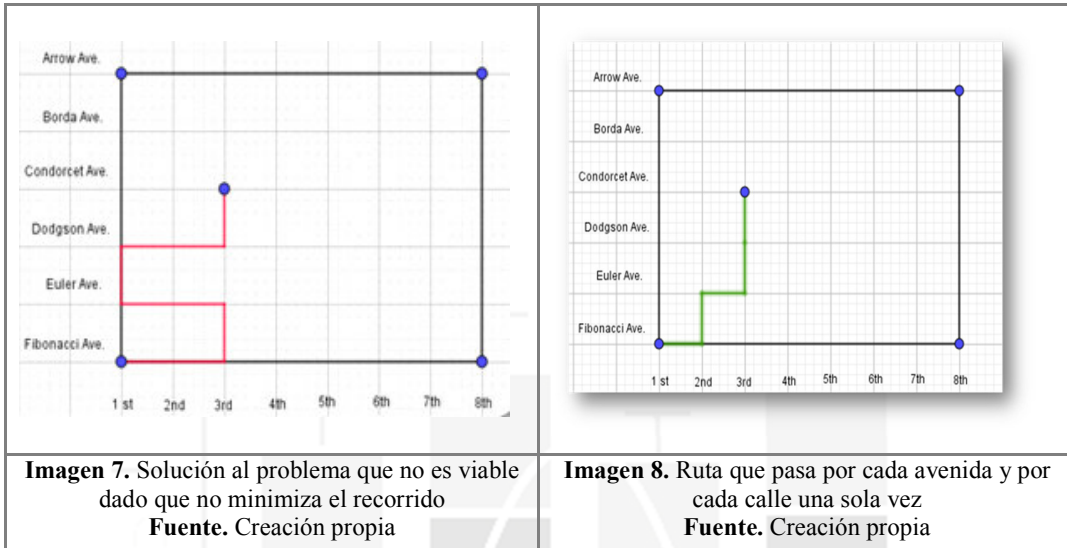 Arrow Ave.
Borda Ave.
Condorcet Ave.
Dodgson Ave.
Euler Ave.
Fibonacci Ave.
1 st 2nd 3rd 4th 5th 6th 7th 8th
Arrow Ave.
Borda Ave.
Condorcet Ave.
Dodgson Ave.
Euler Ave.
Fibonacci Ave.
1 st 2nd 3rd 4th 5th 6th 7th 8th
Imagen 7. Solución al problema que no es viable
dado que no minimiza el recorrido
Fuente. Creación propia
Imagen 8. Ruta que pasa por cada avenida y por
cada calle una sola vez
Fuente. Creación propia